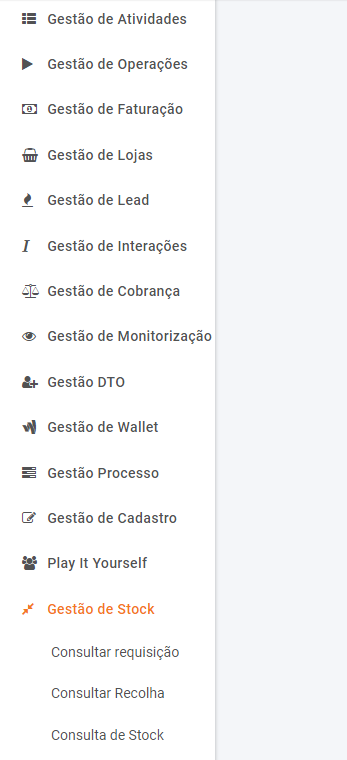 Gestão de Atividades
Gestão de Operações
Gestão de Faturação
Gestão de Lojas
Gestão de Lead
Gestão de Interações
Gestão de Cobrança
Gestão de Monitorização
Gestão DTO
Gestão de Wallet
Gestão Processo
Gestão de Cadastro
Play It Yourself
Gestão de Stock
Consultar requisição
Consultar Recolha
Consulta de Stock